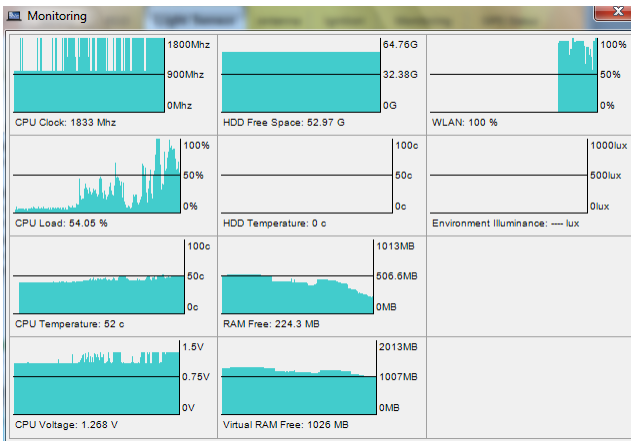 Monitoring
Light Sensor
1800Mhz
900Mhz
0Mhz
CPU Clock: 1833 Mhz
64.76G
32.38G
0G
HDD Free Space: 52.97 G
100%
50%
0%
WLAN: 100 %
100%
50%
0%
CPU Load: 54.05 %
100c
50c
0c
HDD Temperature: 0 c
1000lux
500lux
0lux
Environment Illuminance: ---- lux
100c
50c
0c
CPU Temperature: 52 c
1013MB
506.6MB
0MB
RAM Free: 224.3 MB
1.5V
0.75V
0V
CPU Voltage: 1.268 V
2013MB
1007MB
0MB
Virtual RAM Free: 1026 MB